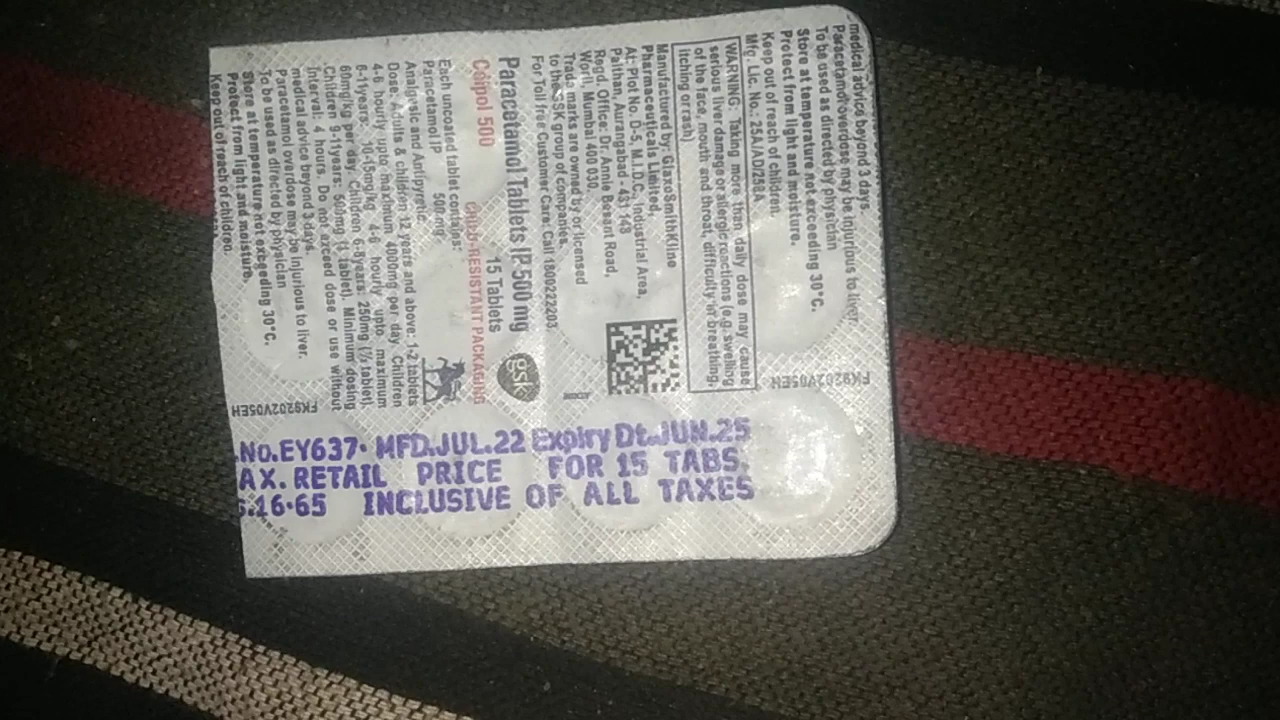 medical advice beyond 3 days.
Paracetamol overdose may be injurious to liver.
To be used as directed by physician
Store at temperature not exceeding 30°C.
Protect from light and moisture.
Keep out of reach of children.
Mfg. Lic. No.: 25A/AD/288A
FK9202V05EH
WARNING: Taking more than daily dose may cause
serious liver damage or allergic reactions (e.g. swelling
of the face, mouth and throat, difficulty in breathing,
itching or rash)
Manufactured by: GlaxoSmithKline
Pharmaceuticals Limited,
At: Plot No. D-5, M.I.D.C., Industrial Area,
Paithan, Aurangabad - 431 148
Regd. Office: Dr. Annie Besant Road,
Worli, Mumbai 400 030.
Trade marks are owned by or licensed
to the GSK group of companies.
For Toll Free Customer Care Call 1800222203.
Paracetamol Tablets IP 500 mg
gsk
15 Tablets
Calpol 500
CHILD-RESISTANT PACKAGING
Each uncoated tablet contains:
Paracetamol IP 500 mg
Analgesic and Antipyretic.
Dose: Adults & children 12 years and above: 1-2 tablets
4-6 hourly upto maximum 4000mg per day. Children
6-11years: 10-15mg/kg 4-6 hourly upto maximum
60mg/kg per day. Children 6-8years: 250mg (½ tablet).
Children 9-11years: 500mg (1 tablet). Minimum dosing
Interval: 4 hours. Do not exceed dose or use without
medical advice beyond 3 days.
Paracetamol overdose may be injurious to liver.
To be used as directed by physician
Store at temperature not exceeding 30°C.
Protect from light and moisture.
Keep out of reach of children.
FK9202V05EH
No.EY637· MFD.JUL.22 Expiry Dt.JUN.25
AX. RETAIL PRICE FOR 15 TABS.
16·65 INCLUSIVE OF ALL TAXES